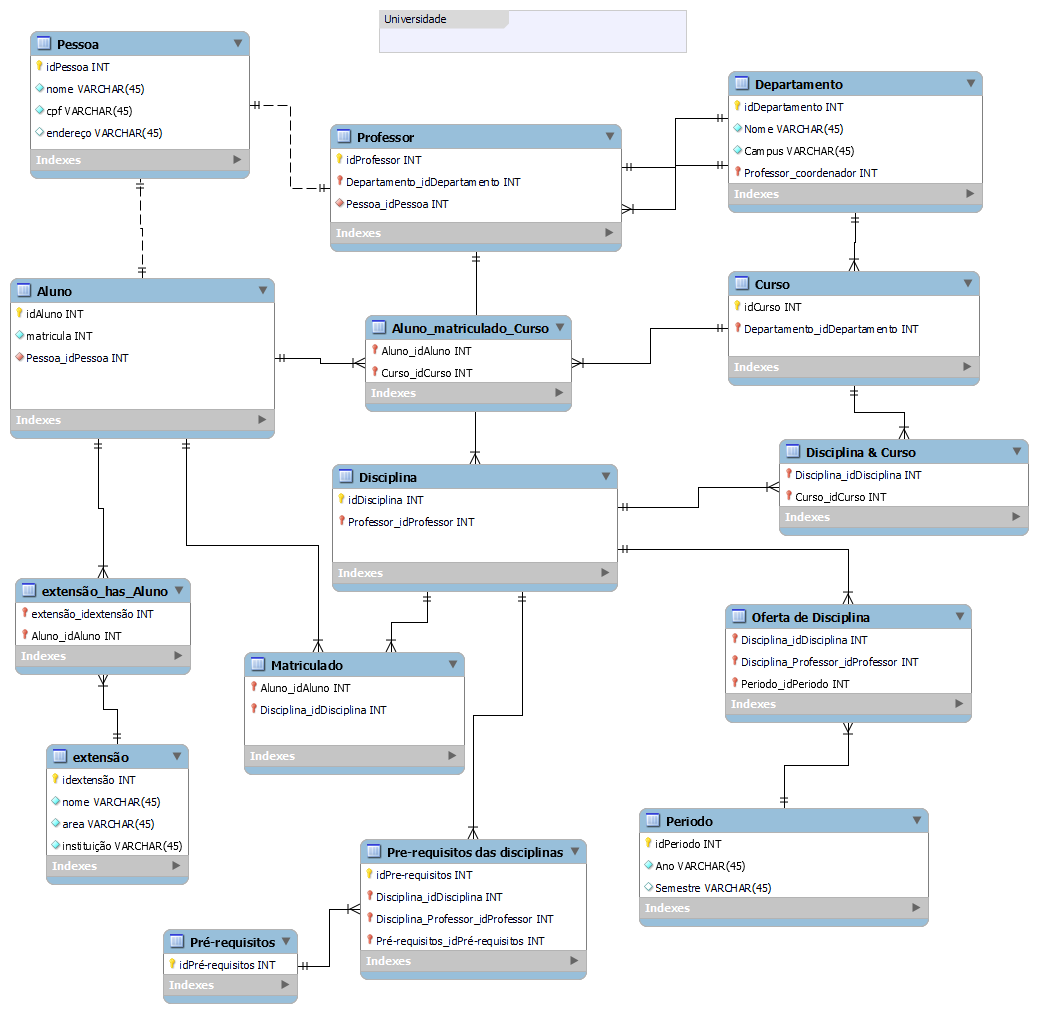 Universidade
Pessoa
idPessoa INT
nome VARCHAR(45)
cpf VARCHAR(45)
endereço VARCHAR(45)
Indexes
Professor
idProfessor INT
Departamento_idDepartamento INT
Pessoa_idPessoa INT
Indexes
Departamento
idDepartamento INT
Nome VARCHAR(45)
Campus VARCHAR(45)
Professor_coordenador INT
Indexes
Aluno
idAluno INT
matricula INT
Pessoa_idPessoa INT
Indexes
Aluno_matriculado_Curso
Aluno_idAluno INT
Curso_idCurso INT
Indexes
Curso
idCurso INT
Departamento_idDepartamento INT
Indexes
Disciplina
idDisciplina INT
Professor_idProfessor INT
Indexes
Disciplina & Curso
Disciplina_idDisciplina INT
Curso_idCurso INT
Indexes
extensão_has_Aluno
extensão_idextensão INT
Aluno_idAluno INT
Indexes
Matriculado
Aluno_idAluno INT
Disciplina_idDisciplina INT
Indexes
Oferta de Disciplina
Disciplina_idDisciplina INT
Disciplina_Professor_idProfessor INT
Periodo_idPeriodo INT
Indexes
extensão
idextensão INT
nome VARCHAR(45)
area VARCHAR(45)
instituição VARCHAR(45)
Indexes
Pre-requisitos das disciplinas
idPre-requisitos INT
Disciplina_idDisciplina INT
Disciplina_Professor_idProfessor INT
Pré-requisitos_idPré-requisitos INT
Indexes
Periodo
idPeriodo INT
Ano VARCHAR(45)
Semestre VARCHAR(45)
Indexes
Pré-requisitos
idPré-requisitos INT
Indexes